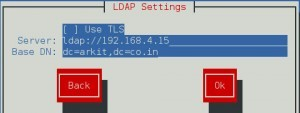 LDAP Settings
[ ] Use TLS
Server: ldap://192.168.4.15
Base DN: dc=arkit,dc=co.in
Back Ok